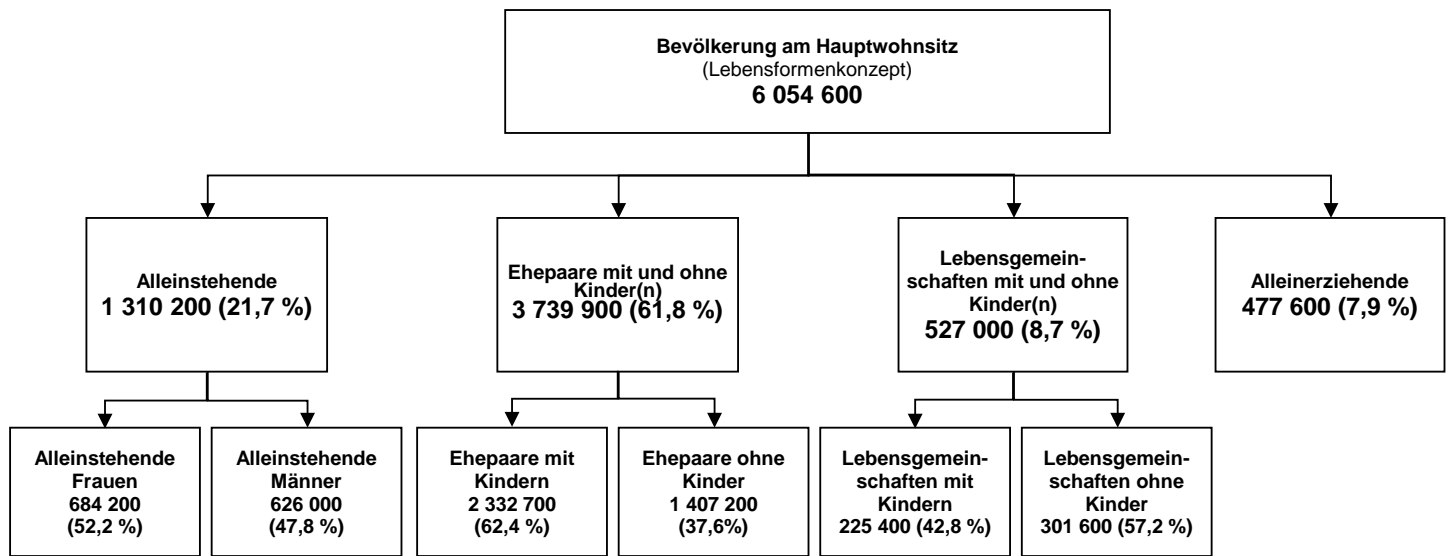 Bevölkerung am Hauptwohnsitz
(Lebensformenkonzept)
6 054 600
Alleinstehende
1 310 200 (21,7 %)
Ehepaare mit und ohne
Kinder(n)
3 739 900 (61,8 %)
Lebensgemein-
schaften mit und ohne
Kinder(n)
527 000 (8,7 %)
Alleinerziehende
477 600 (7,9 %)
Alleinstehende
Frauen
684 200
(52,2 %)
Alleinstehende
Männer
626 000
(47,8 %)
Ehepaare mit
Kindern
2 332 700
(62,4 %)
Ehepaare ohne
Kinder
1 407 200
(37,6%)
Lebensgemein-
schaften mit
Kindern
225 400 (42,8 %)
Lebensgemein-
schaften ohne
Kinder
301 600 (57,2 %)